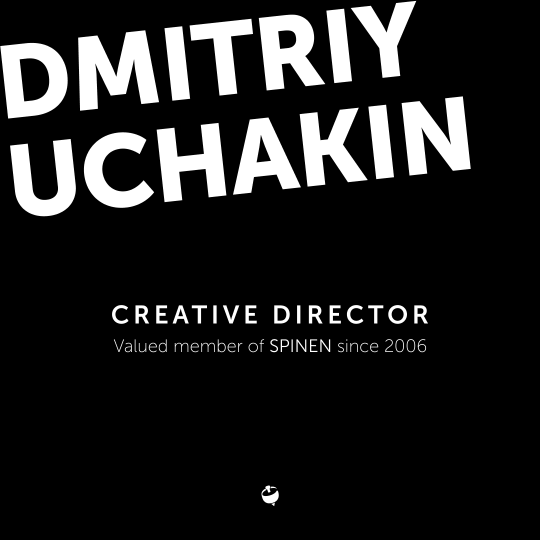 DMITRIY
UCHAKIN
CREATIVE DIRECTOR
Valued member of SPINEN since 2006